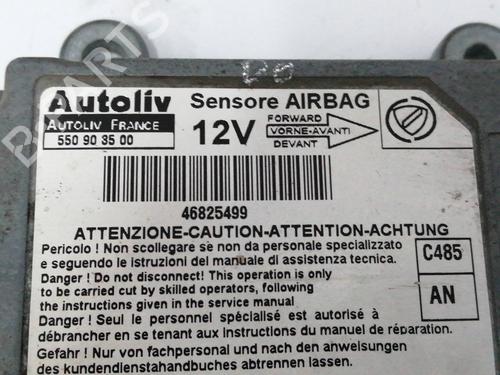 Autoliv Sensore AIRBAG
AUTOLIV FRANCE
550 90 35 00
12V
FORWARD
VORNE-AVANTI
DEVANT
46825499
ATTENZIONE-CAUTION-ATTENTION-ACHTUNG
Pericolo ! Non scollegare se non da personale specializzato
e seguendo le istruzioni del manuale di assistenza tecnica.
Danger ! Do not disconnect! This operation is only
to be carried out by skilled operators, following
the instructions given in the service manual
Danger ! Seul le personnel spécialisé est autorisé à
débrancher en se tenant aux instructions du manuel de réparation.
Gefahr ! Nur von fachpersonal und nach den anweisungen
des kundendienstahandbuches abtrennen lassen.
C485
AN